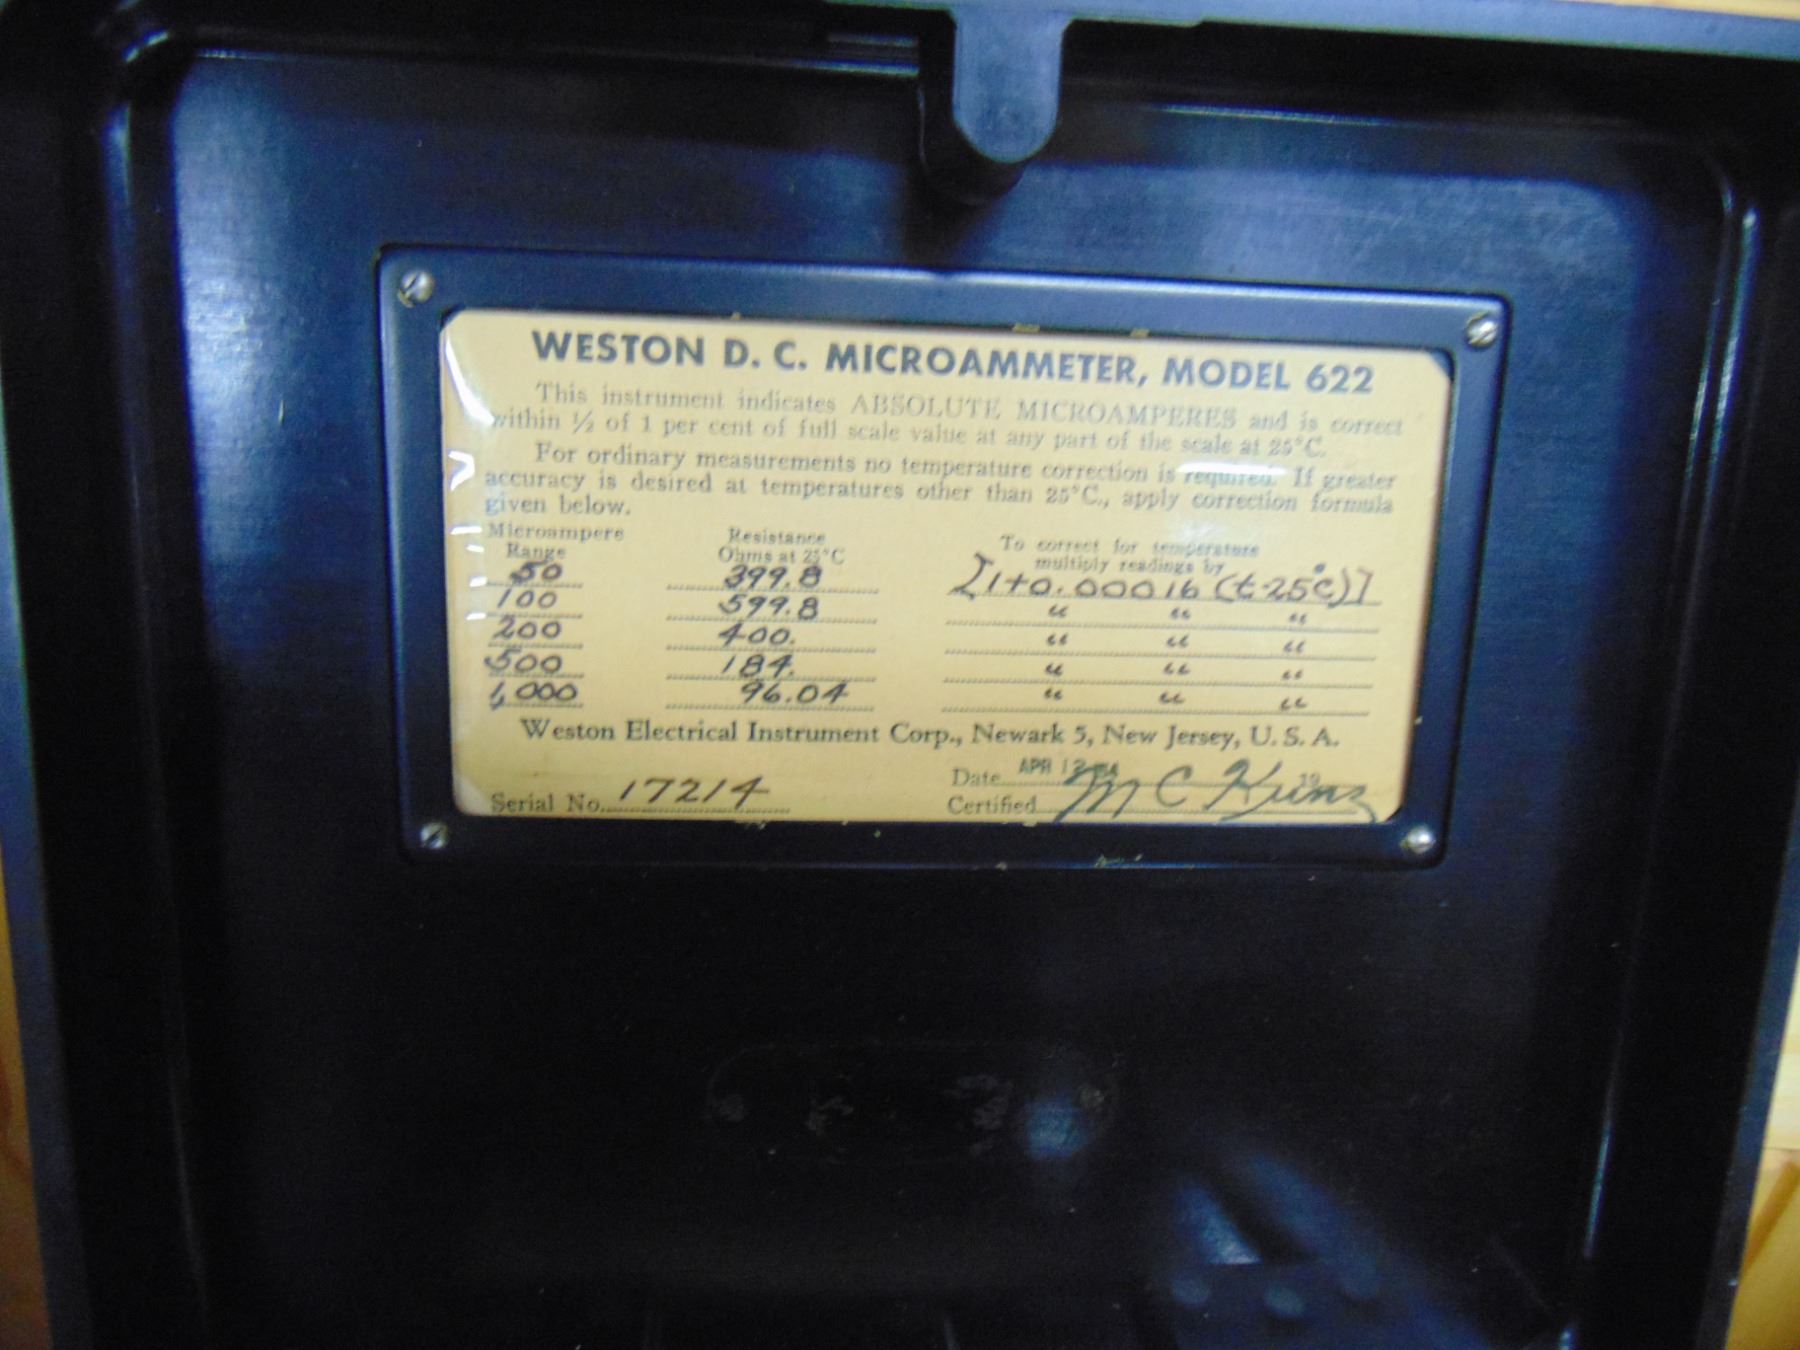 WESTON D. C. MICROAMMETER, MODEL 622
This instrument indicates ABSOLUTE MICROAMPERES and is correct
within ½ of 1 per cent of full scale value at any part of the scale at 25°C.
For ordinary measurements no temperature correction is required. If greater
accuracy is desired at temperatures other than 25°C., apply correction formula
given below.
Microampere Range Resistance Ohms at 25°C To correct for temperature multiply readings by
50 399.8 [1+0.00016 (t-25°C)]
100 599.8 " " "
200 400. " " "
500 184. " " "
1,000 96.04 " " "
Weston Electrical Instrument Corp., Newark 5, New Jersey, U. S. A.
Serial No. 17214
Date APR 19
Certified M C Kunz